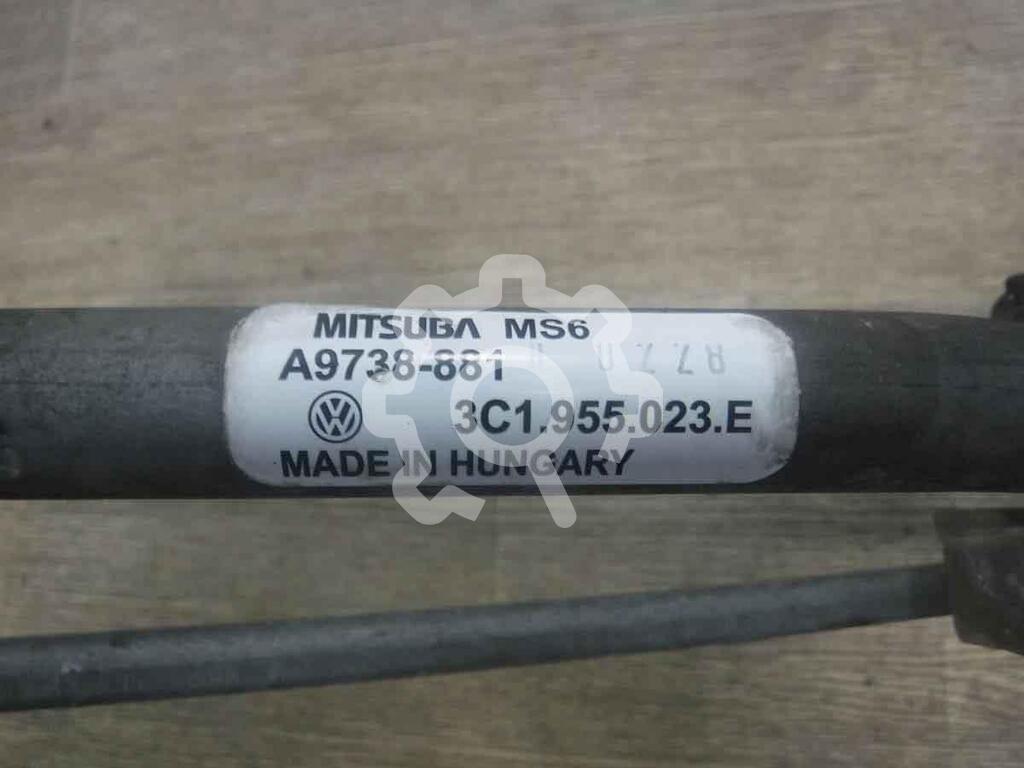 MITSUBA MS6
A9738-881
3C1.955.023.E
MADE IN HUNGARY